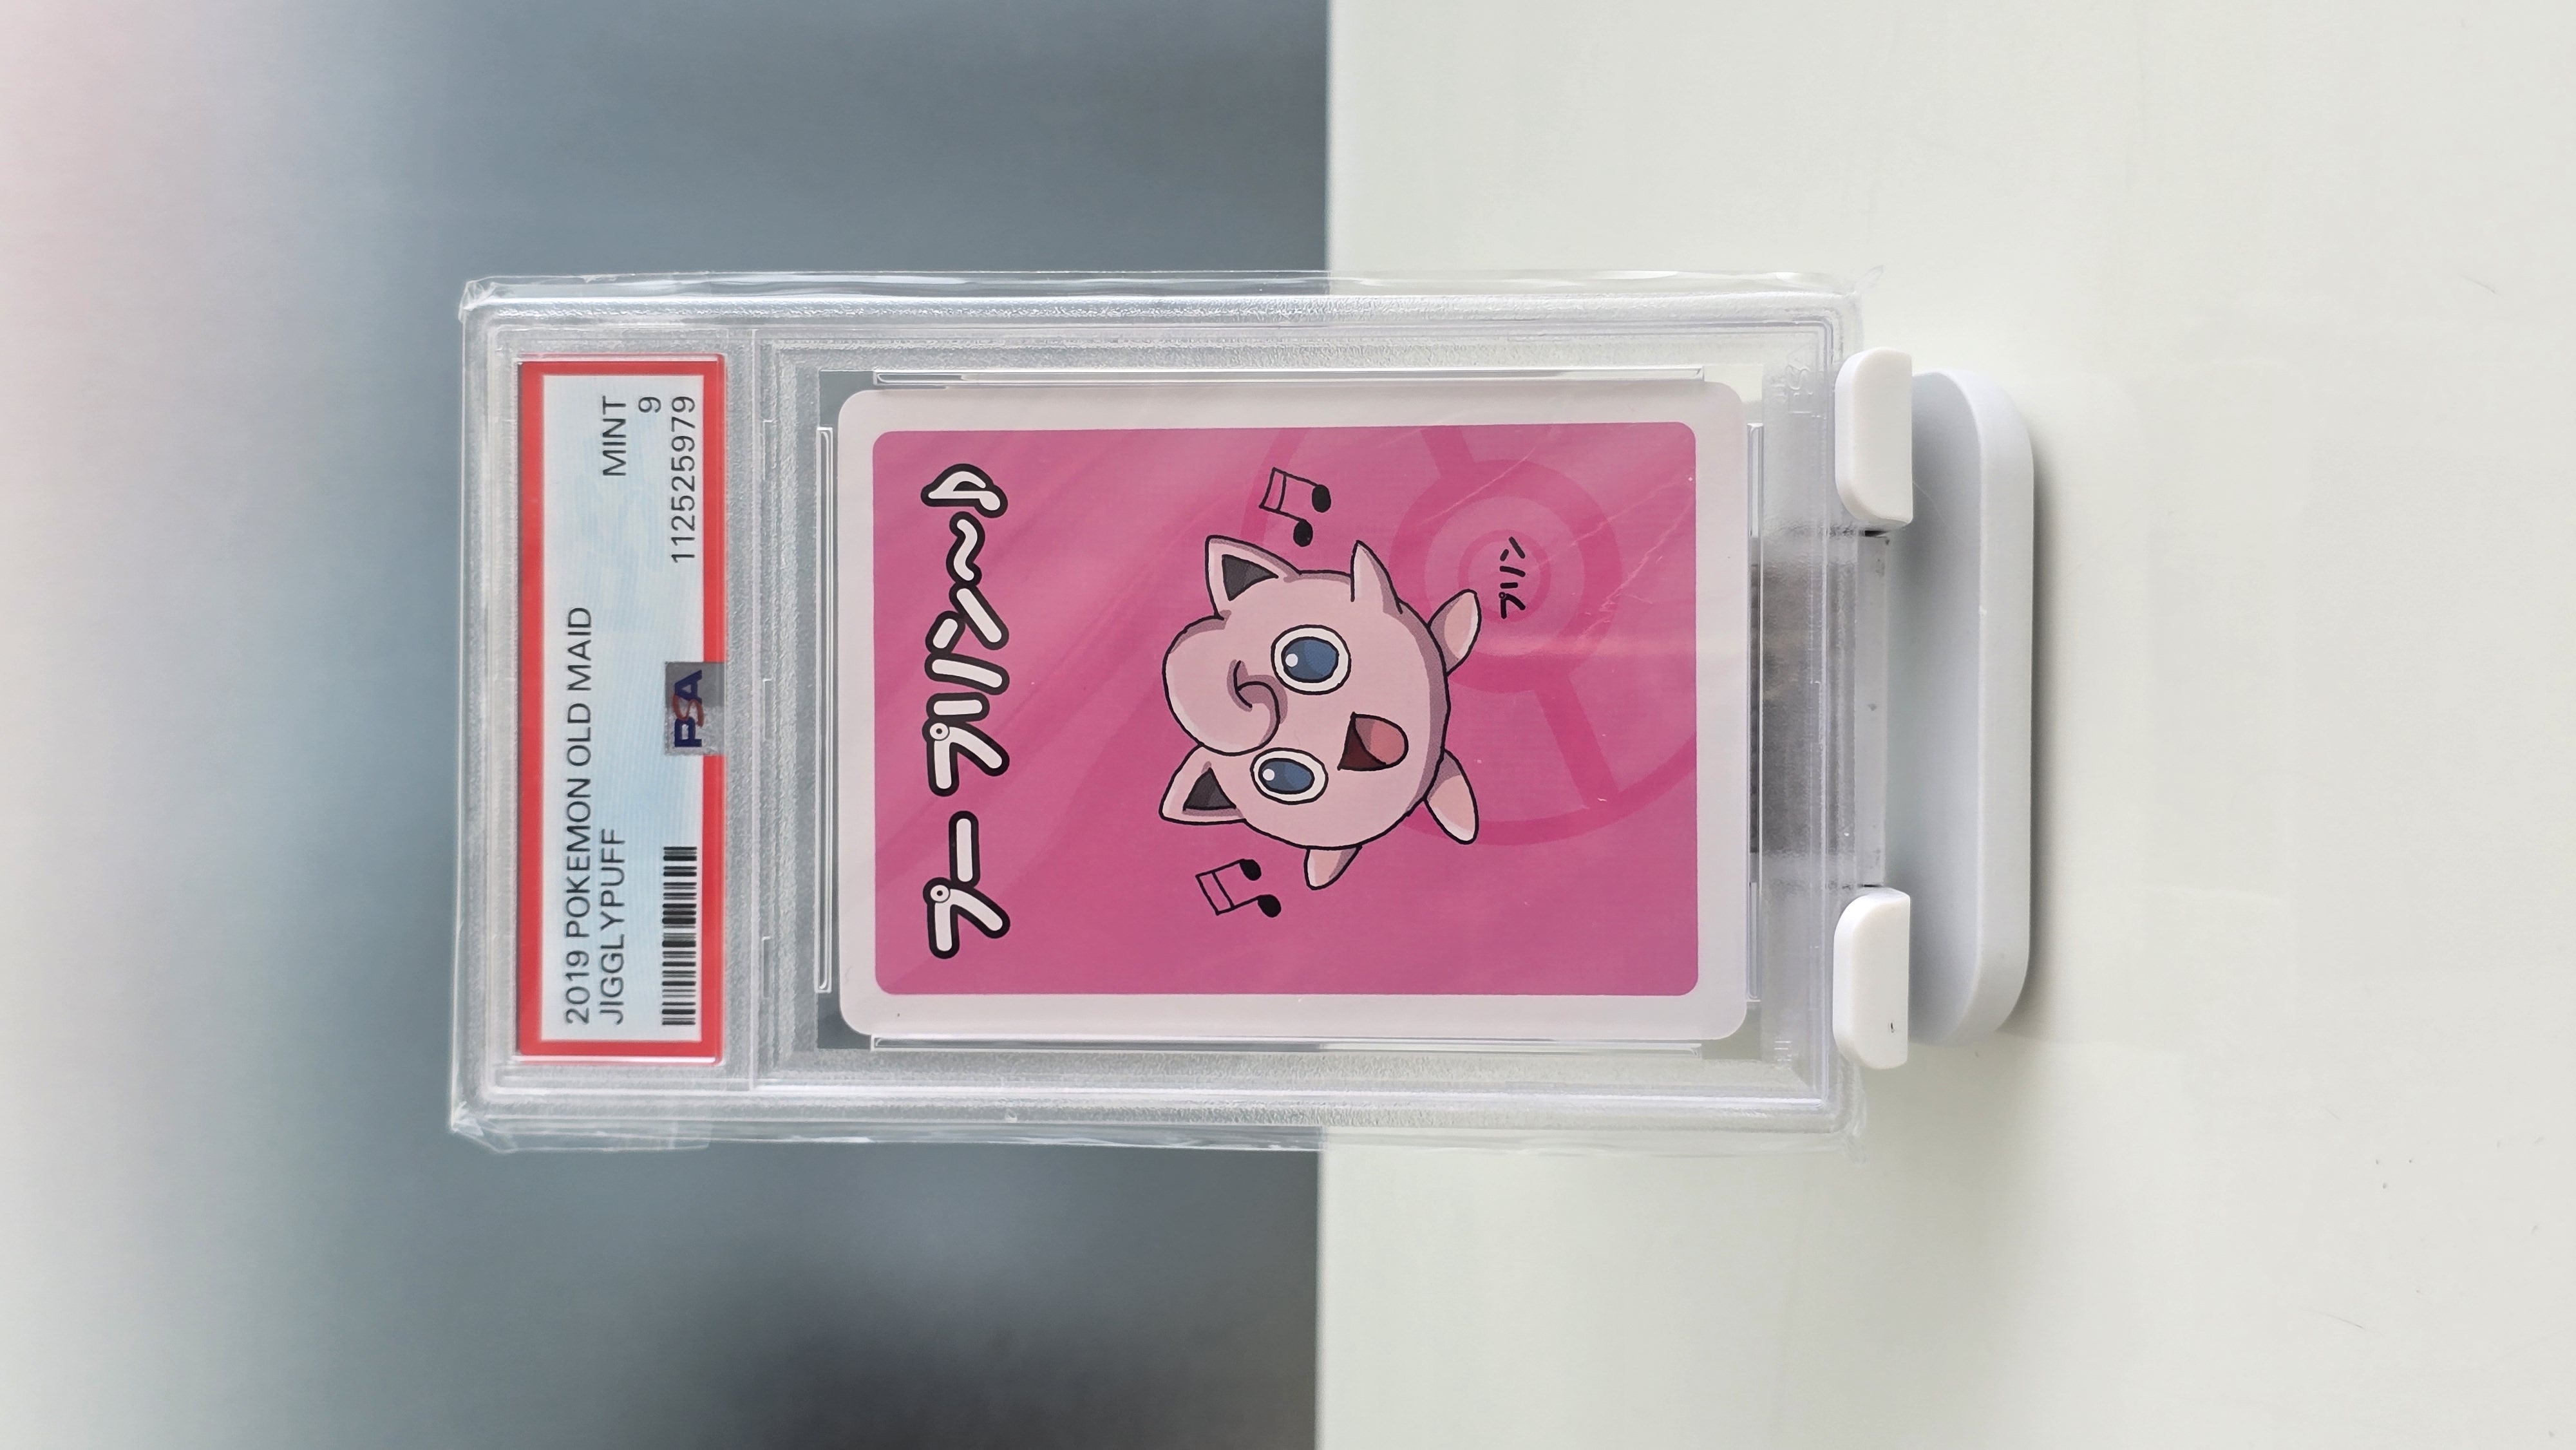 2019 POKEMON OLD MAID
JIGGLYPUFF
MINT
9
112525979
PSA
プー プリン〜♪
プリン